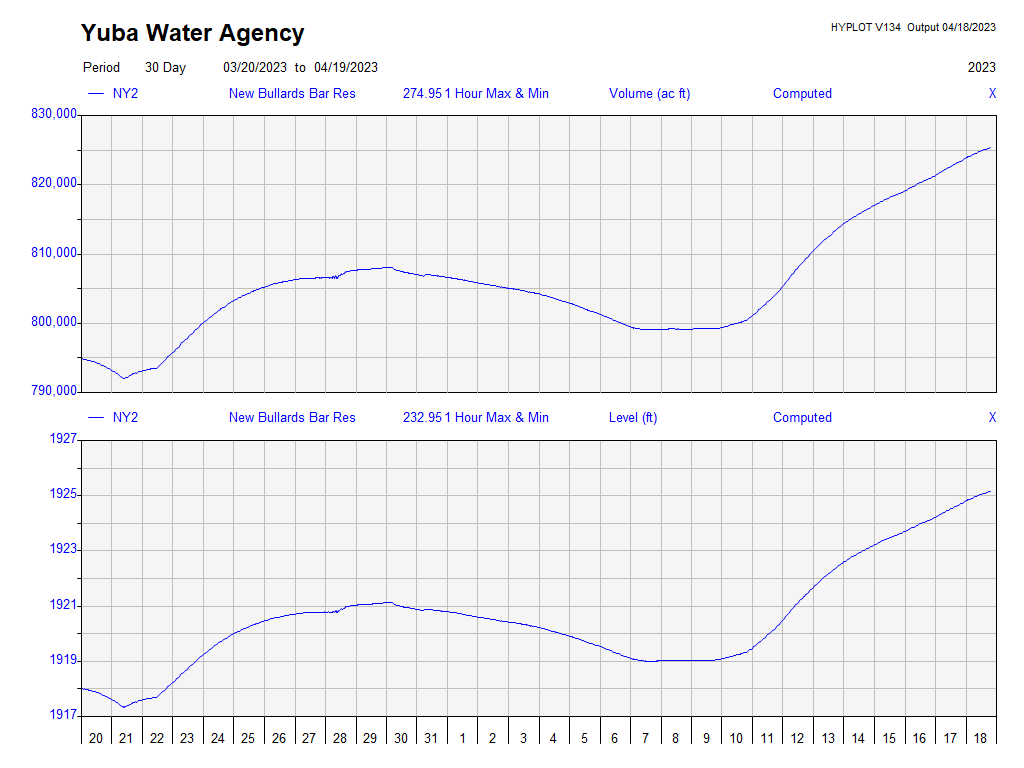 Yuba Water Agency
HYPLOT V134 Output 04/18/2023
Period 30 Day 03/20/2023 to 04/19/2023 2023
NY2 New Bullards Bar Res 274.95 1 Hour Max & Min Volume (ac ft) Computed X
830,000
820,000
810,000
800,000
790,000
NY2 New Bullards Bar Res 232.95 1 Hour Max & Min Level (ft) Computed X
1927
1925
1923
1921
1919
1917
20 21 22 23 24 25 26 27 28 29 30 31 1 2 3 4 5 6 7 8 9 10 11 12 13 14 15 16 17 18